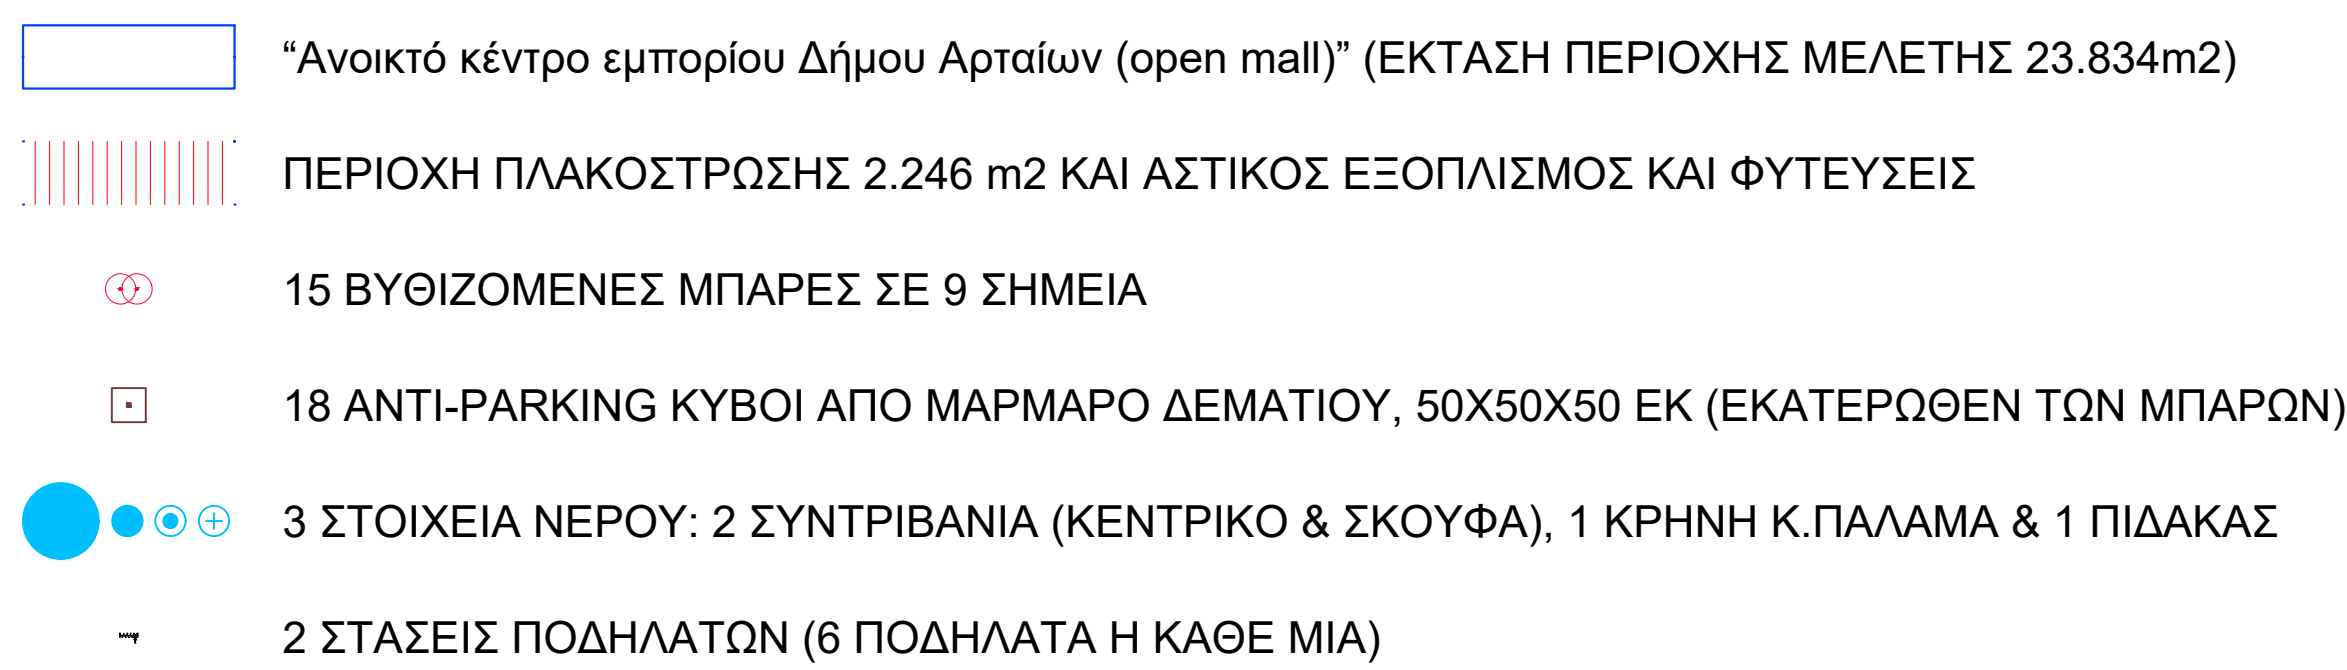 “Ανοικτό κέντρο εμπορίου Δήμου Αρταίων (open mall)” (ΕΚΤΑΣΗ ΠΕΡΙΟΧΗΣ ΜΕΛΕΤΗΣ 23.834m2)
ΠΕΡΙΟΧΗ ΠΛΑΚΟΣΤΡΩΣΗΣ 2.246 m2 ΚΑΙ ΑΣΤΙΚΟΣ ΕΞΟΠΛΙΣΜΟΣ ΚΑΙ ΦΥΤΕΥΣΕΙΣ
15 ΒΥΘΙΖΟΜΕΝΕΣ ΜΠΑΡΕΣ ΣΕ 9 ΣΗΜΕΙΑ
18 ANTI-PARKING ΚΥΒΟΙ ΑΠΟ ΜΑΡΜΑΡΟ ΔΕΜΑΤΙΟΥ, 50Χ50Χ50 ΕΚ (ΕΚΑΤΕΡΩΘΕΝ ΤΩΝ ΜΠΑΡΩΝ)
3 ΣΤΟΙΧΕΙΑ ΝΕΡΟΥ: 2 ΣΥΝΤΡΙΒΑΝΙΑ (ΚΕΝΤΡΙΚΟ & ΣΚΟΥΦΑ), 1 ΚΡΗΝΗ Κ.ΠΑΛΑΜΑ & 1 ΠΙΔΑΚΑΣ
2 ΣΤΑΣΕΙΣ ΠΟΔΗΛΑΤΩΝ (6 ΠΟΔΗΛΑΤΑ Η ΚΑΘΕ ΜΙΑ)